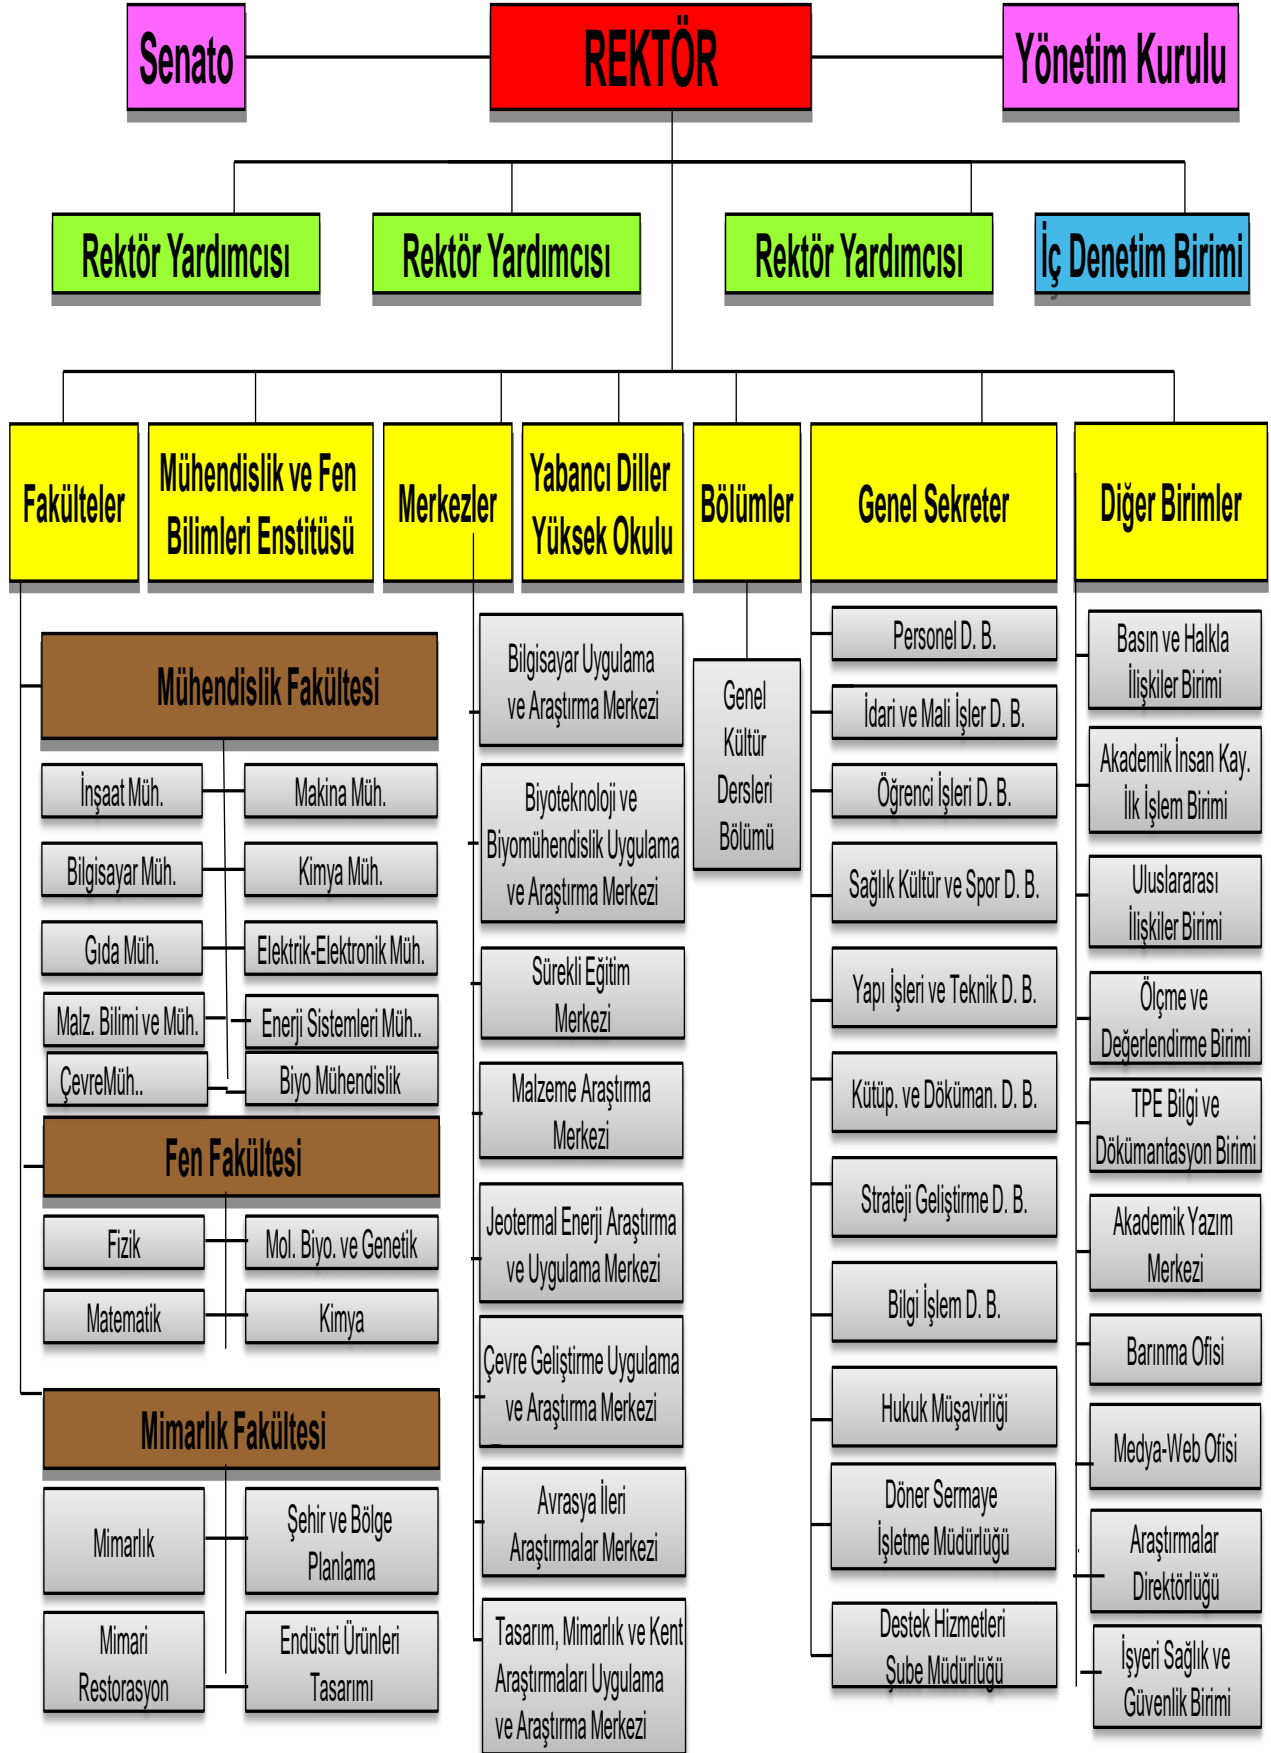 Senato
REKTÖR
Yönetim Kurulu
Rektör Yardımcısı
Rektör Yardımcısı
Rektör Yardımcısı
İç Denetim Birimi
Fakülteler
Mühendislik ve Fen
Bilimleri Enstitüsü
Merkezler
Yabancı Diller
Yüksek Okulu
Bölümler
Genel Sekreter
Diğer Birimler
Mühendislik Fakültesi
İnşaat Müh.
Makina Müh.
Bilgisayar Müh.
Kimya Müh.
Gıda Müh.
Elektrik-Elektronik Müh.
Malz. Bilimi ve Müh.
Enerji Sistemleri Müh..
ÇevreMüh..
Biyo Mühendislik
Fen Fakültesi
Fizik
Mol. Biyo. ve Genetik
Matematik
Kimya
Mimarlık Fakültesi
Mimarlık
Şehir ve Bölge
Planlama
Mimari
Restorasyon
Endüstri Ürünleri
Tasarımı
Bilgisayar Uygulama
ve Araştırma Merkezi
Biyoteknoloji ve
Biyomühendislik Uygulama
ve Araştırma Merkezi
Sürekli Eğitim
Merkezi
Malzeme Araştırma
Merkezi
Jeotermal Enerji Araştırma
ve Uygulama Merkezi
Çevre Geliştirme Uygulama
ve Araştırma Merkezi
Avrasya İleri
Araştırmalar Merkezi
Tasarım, Mimarlık ve Kent
Araştırmaları Uygulama
ve Araştırma Merkezi
Genel
Kültür
Dersleri
Bölümü
Personel D. B.
İdari ve Mali İşler D. B.
Öğrenci İşleri D. B.
Sağlık Kültür ve Spor D. B.
Yapı İşleri ve Teknik D. B.
Kütüp. ve Döküman. D. B.
Strateji Geliştirme D. B.
Bilgi İşlem D. B.
Hukuk Müşavirliği
Döner Sermaye
İşletme Müdürlüğü
Destek Hizmetleri
Şube Müdürlüğü
Basın ve Halkla
İlişkiler Birimi
Akademik İnsan Kay.
İlk İşlem Birimi
Uluslararası
İlişkiler Birimi
Ölçme ve
Değerlendirme Birimi
TPE Bilgi ve
Dökümantasyon Birimi
Akademik Yazım
Merkezi
Barınma Ofisi
Medya-Web Ofisi
Araştırmalar
Direktörlüğü
İşyeri Sağlık ve
Güvenlik Birimi